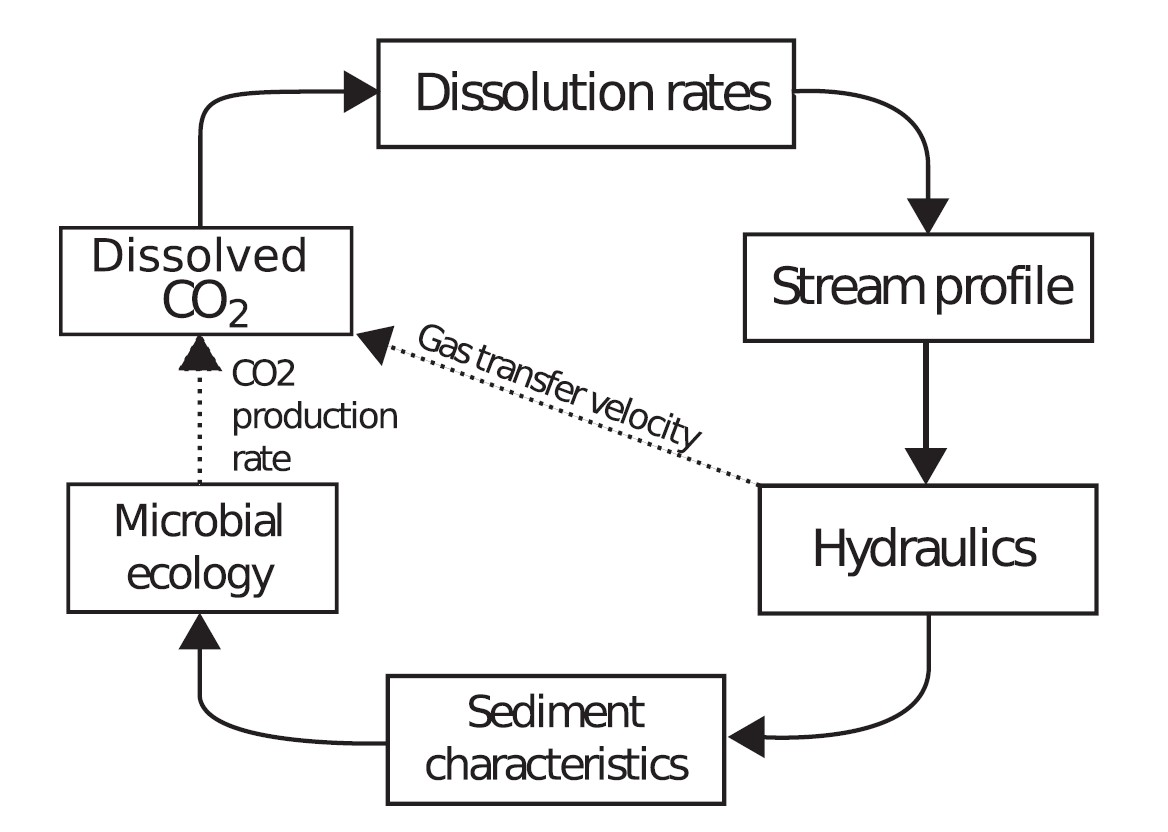 Dissolution rates
Dissolved
CO₂
Stream profile
Gas transfer velocity
CO2
production
rate
Microbial
ecology
Hydraulics
Sediment
characteristics